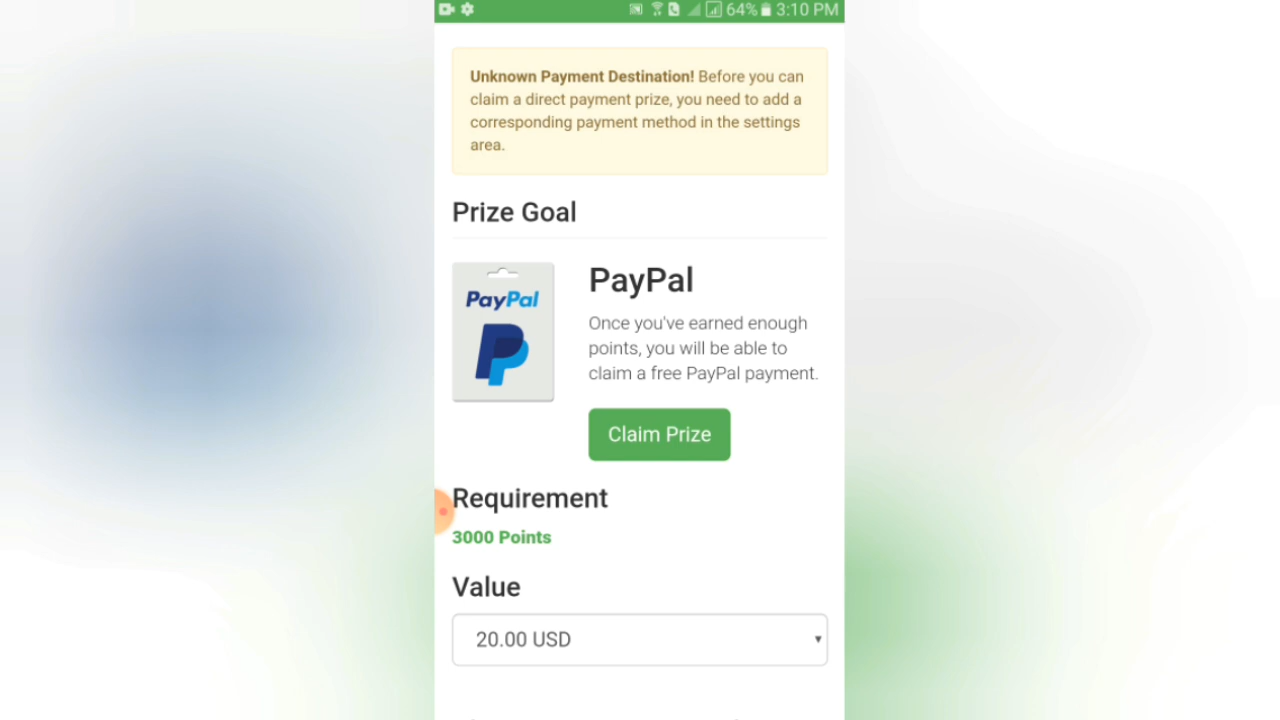 64% 3:10 PM
Unknown Payment Destination! Before you can
claim a direct payment prize, you need to add a
corresponding payment method in the settings
area.
Prize Goal
PayPal
PayPal
Once you've earned enough
points, you will be able to
claim a free PayPal payment.
Claim Prize
Requirement
3000 Points
Value
20.00 USD